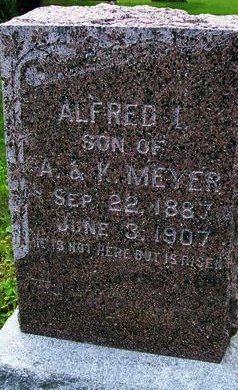 ALFRED L.
SON OF
A. & K. MEYER
SEP. 22, 1887
JUNE 3, 1907
HE IS NOT HERE BUT IS RISEN